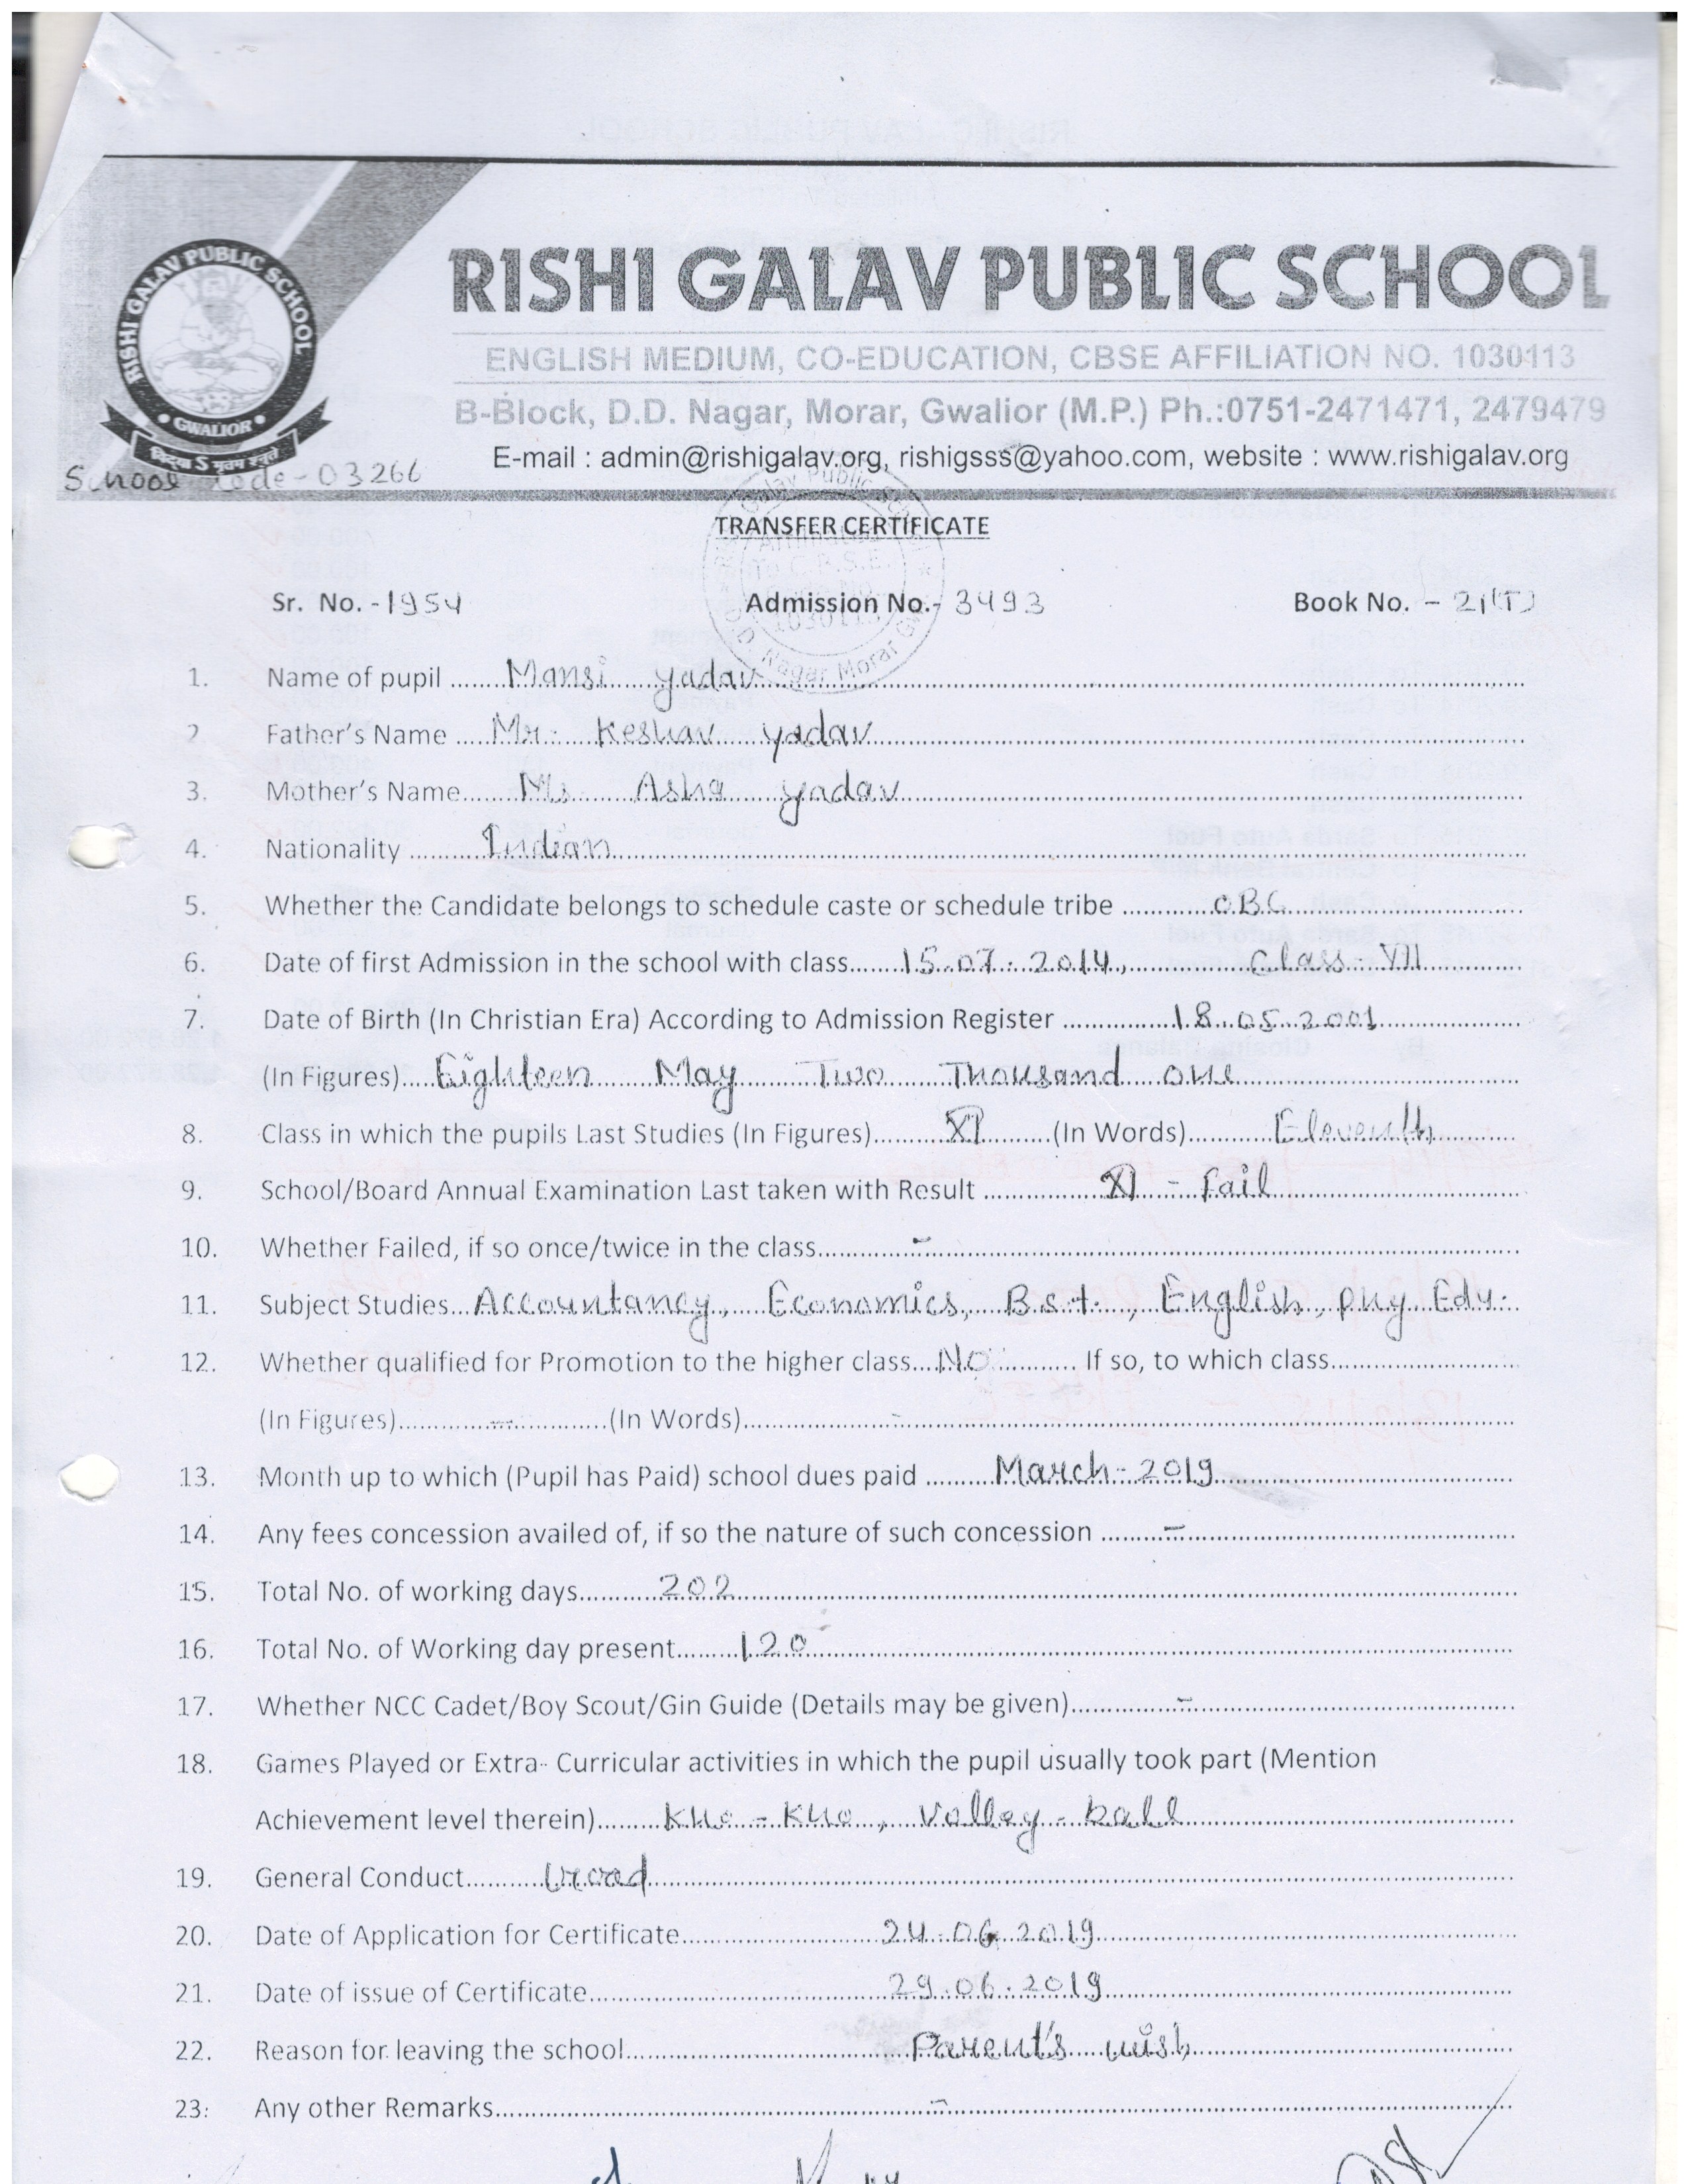 RISHI GALAV PUBLIC SCHOOL
GWALIOR
RISHI GALAV PUBLIC SCHOOL
ENGLISH MEDIUM, CO-EDUCATION, CBSE AFFILIATION NO. 1030113
B-Block, D.D. Nagar, Morar, Gwalior (M.P.) Ph.:0751-2471471, 2479479
E-mail : admin@rishigalav.org, rishigsss@yahoo.com, website : www.rishigalav.org
School Code-03266
TRANSFER CERTIFICATE
Sr. No. - 1954 Admission No.- 3493 Book No. - 21(T)
1. Name of pupil Mansi yadav
2 Father's Name Mr. Keshav yadav
3. Mother's Name Ms Asha yadav
4. Nationality Indian
5. Whether the Candidate belongs to schedule caste or schedule tribe OBC
6. Date of first Admission in the school with class 15.07.2014, Class - VII
7. Date of Birth (In Christian Era) According to Admission Register 18.05.2001
(In Figures) Eighteen May Two Thousand one
8. Class in which the pupils Last Studies (In Figures) XI (In Words) Eleventh
9. School/Board Annual Examination Last taken with Result XI - Fail
10. Whether Failed, if so once/twice in the class -
11. Subject Studies Accountancy, Economics, B.s.t., English, phy Edu.
12. Whether qualified for Promotion to the higher class No If so, to which class
(In Figures) - (In Words) -
13. Month up to which (Pupil has Paid) school dues paid March-2019
14. Any fees concession availed of, if so the nature of such concession -
15. Total No. of working days 202
16. Total No. of Working day present 120
17. Whether NCC Cadet/Boy Scout/Gin Guide (Details may be given) -
18. Games Played or Extra- Curricular activities in which the pupil usually took part (Mention
Achievement level therein) Kho-Kho, Volley-ball
19. General Conduct Good
20. Date of Application for Certificate 24.06.2019
21. Date of issue of Certificate 29.06.2019
22. Reason for leaving the school Parent's wish
23: Any other Remarks -